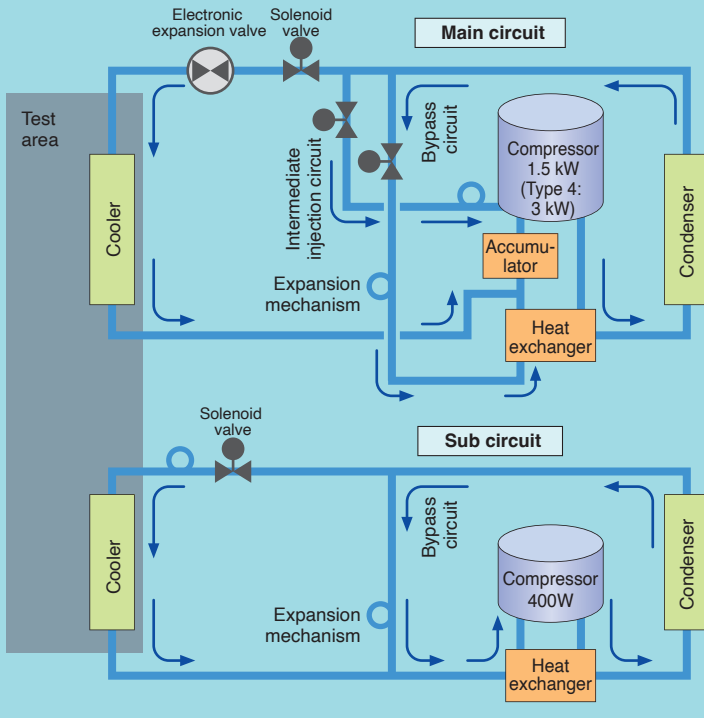 Electronic
expansion valve
Solenoid
valve
Main circuit
Test
area
Cooler
Intermediate
injection circuit
Bypass
circuit
Compressor
1.5 kW
(Type 4:
3 kW)
Condenser
Accumu-
lator
Expansion
mechanism
Heat
exchanger
Solenoid
valve
Sub circuit
Cooler
Bypass
circuit
Compressor
400W
Condenser
Expansion
mechanism
Heat
exchanger